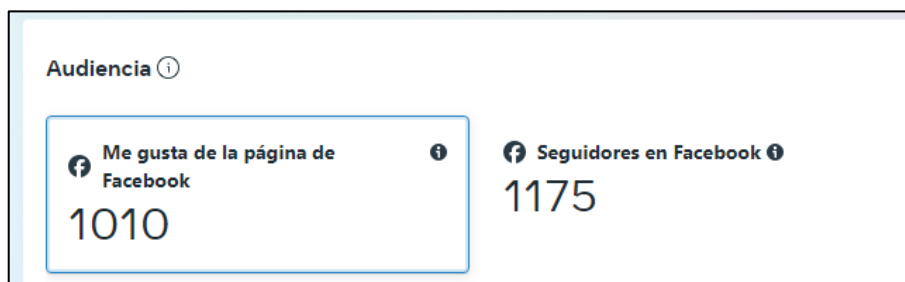 Audiencia
Me gusta de la página de
Facebook
1010
Seguidores en Facebook
1175